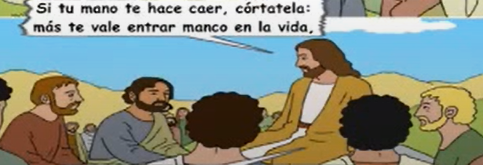 Si tu mano te hace caer, córtatela:
más te vale entrar manco en la vida,